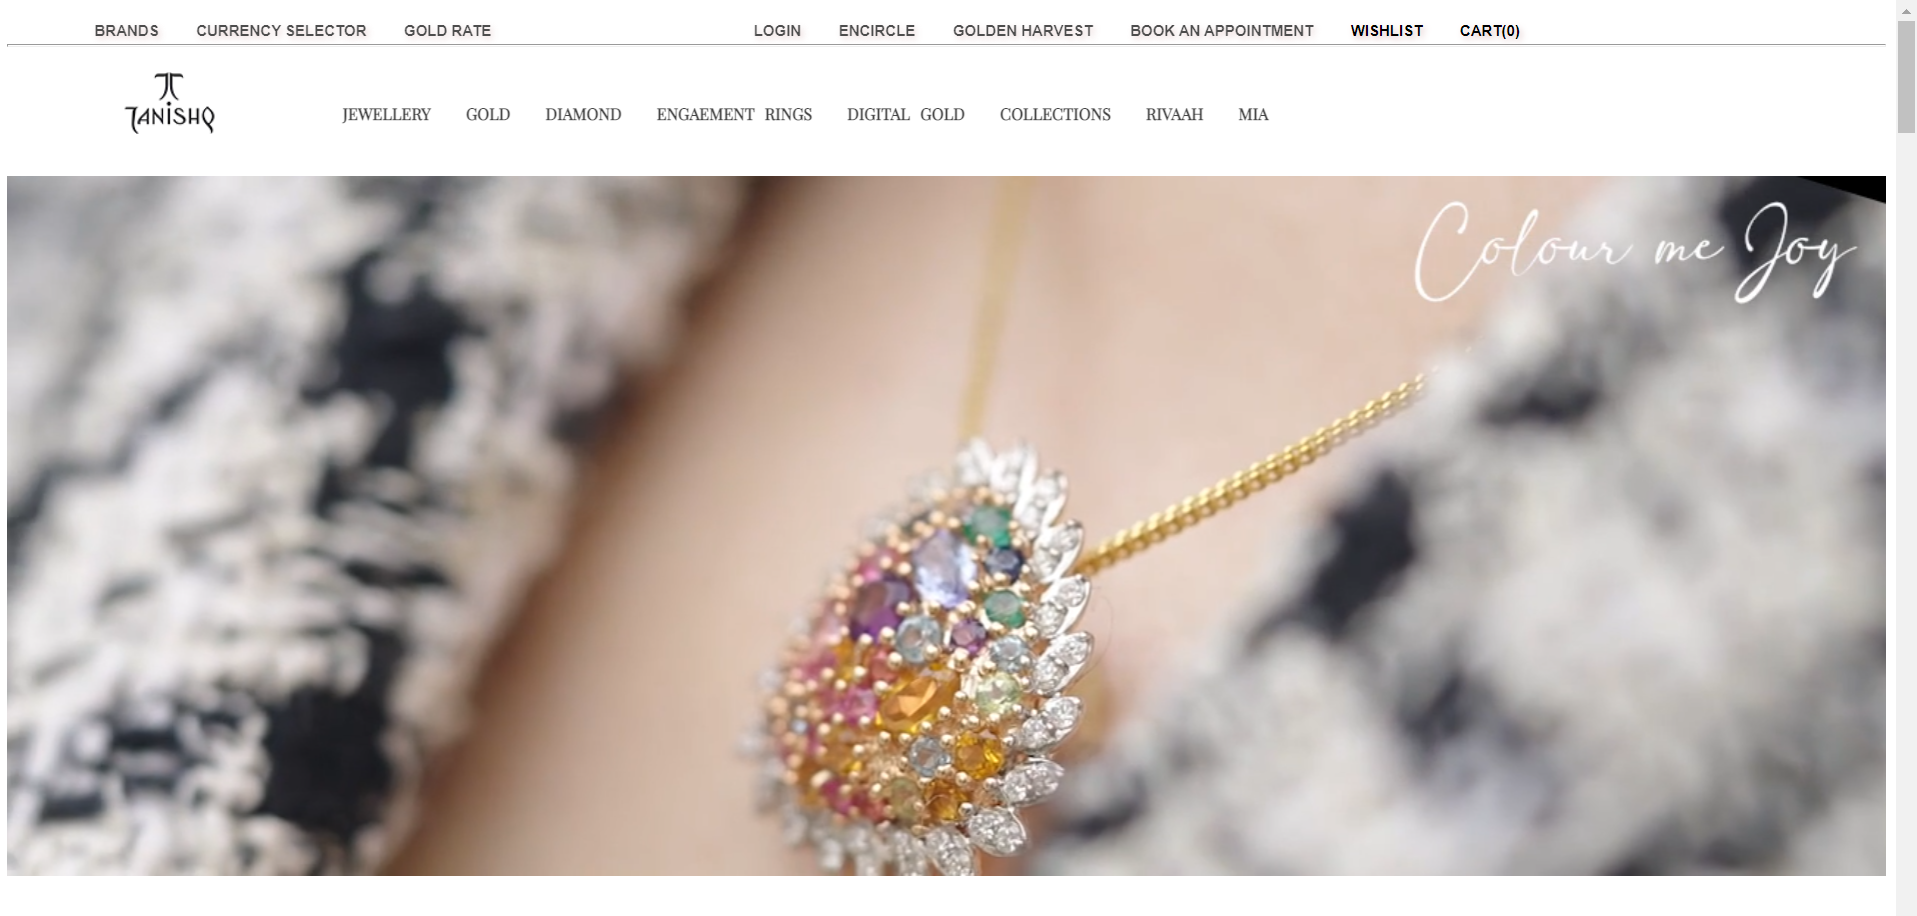 BRANDS CURRENCY SELECTOR GOLD RATE LOGIN ENCIRCLE GOLDEN HARVEST BOOK AN APPOINTMENT WISHLIST CART(0)
TANISHQ
JEWELLERY GOLD DIAMOND ENGAEMENT RINGS DIGITAL GOLD COLLECTIONS RIVAAH MIA
Colour me Joy